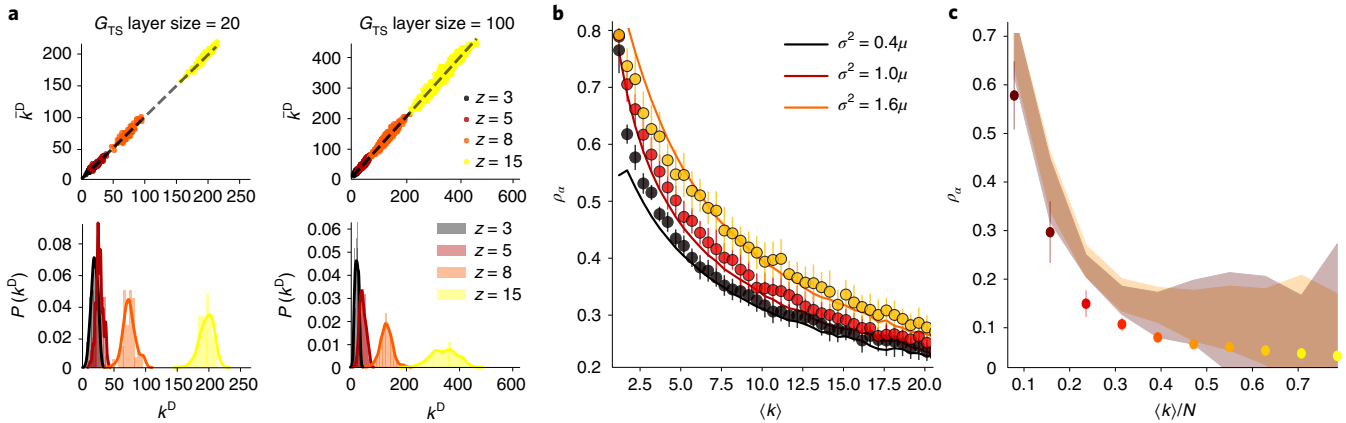 a
G_TS layer size = 20
200
150
100
50
0
k̄^D
0 50 100 150 200 250
G_TS layer size = 100
400
300
200
100
0
k̄^D
0 200 400 600
z = 3
z = 5
z = 8
z = 15
0.08
0.06
0.04
0.02
0
P(k^D)
0 50 100 150 200 250
k^D
0.06
0.05
0.04
0.03
0.02
0.01
0
P(k^D)
0 200 400 600
k^D
z = 3
z = 5
z = 8
z = 15
b
0.8
0.7
0.6
0.5
0.4
0.3
0.2
ρ_α
2.5 5.0 7.5 10.0 12.5 15.0 17.5 20.0
⟨k⟩
σ² = 0.4μ
σ² = 1.0μ
σ² = 1.6μ
c
0.7
0.6
0.5
0.4
0.3
0.2
0.1
0
ρ_α
0.1 0.2 0.3 0.4 0.5 0.6 0.7
⟨k⟩/N